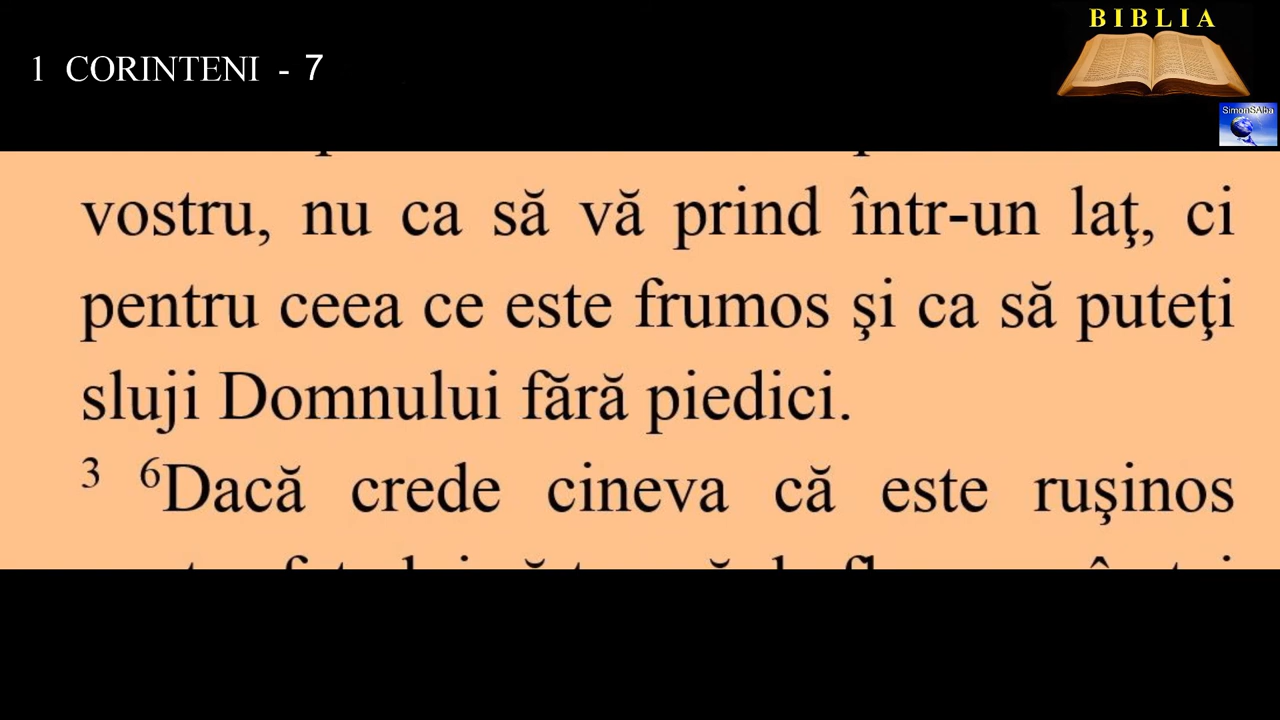 BIBLIA
1 CORINTENI - 7
SimonSAlba
vostru, nu ca să vă prind într-un laţ, ci
pentru ceea ce este frumos şi ca să puteţi
sluji Domnului fără piedici.
3 6Dacă crede cineva că este ruşinos